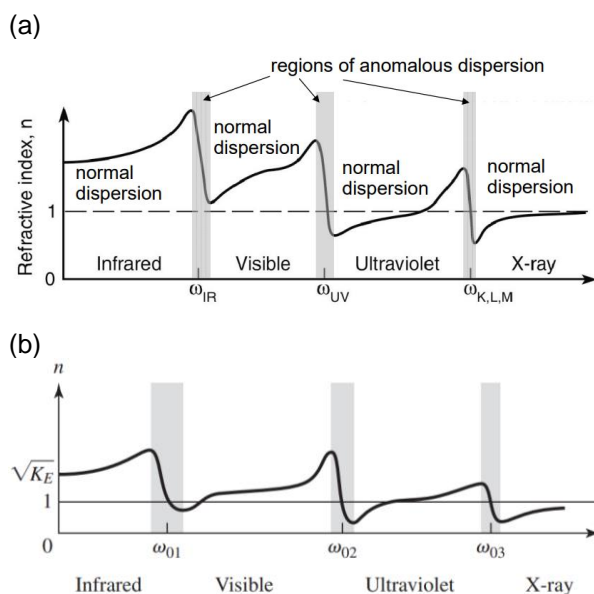 (a)
regions of anomalous dispersion
Refractive index, n
normal
dispersion
normal
dispersion
normal
dispersion
normal
dispersion
1
0
Infrared
Visible
Ultraviolet
X-ray
ω_IR
ω_UV
ω_K,L,M
(b)
n
√K_E
1
0
ω_01
ω_02
ω_03
Infrared
Visible
Ultraviolet
X-ray